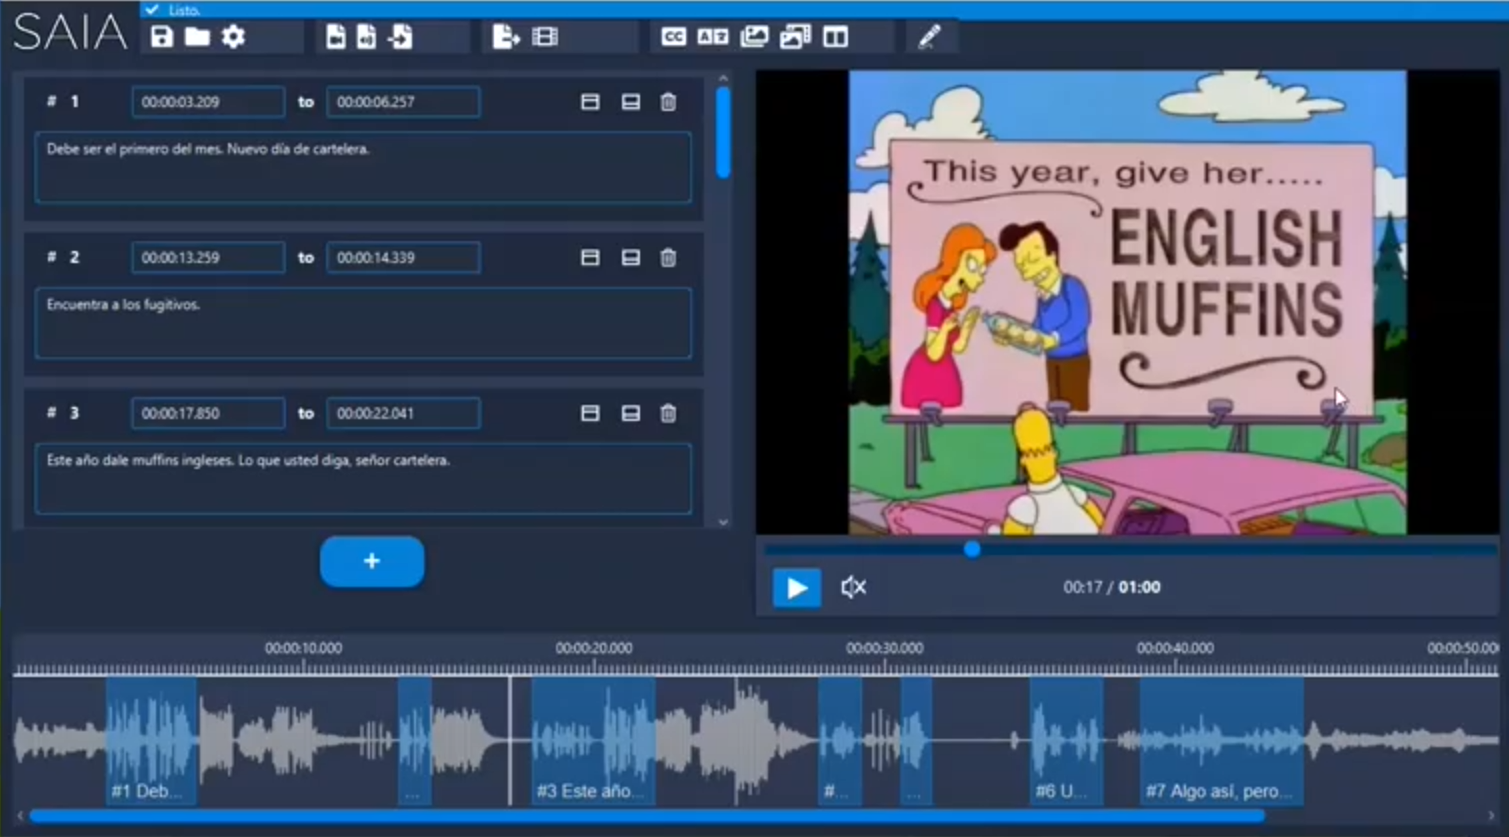 Listo.
SAIA
CC
# 1 00:00:03.209 to 00:00:06.257
Debe ser el primero del mes. Nuevo día de cartelera.
# 2 00:00:13.259 to 00:00:14.339
Encuentra a los fugitivos.
# 3 00:00:17.850 to 00:00:22.041
Este año dale muffins ingleses. Lo que usted diga, señor cartelera.
+
This year, give her.....
ENGLISH
MUFFINS
00:17 / 01:00
00:00:10.000 00:00:20.000 00:00:30.000 00:00:40.000 00:00:50.00
#1 Deb... ... #3 Este año... #... ... #6 U... #7 Algo así, pero...